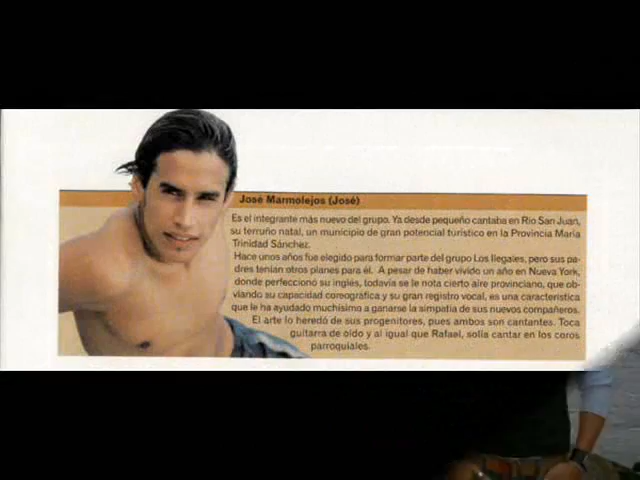 José Marmolejos (José)
Es el integrante más nuevo del grupo. Ya desde pequeño cantaba en Río San Juan,
su terruño natal, un municipio de gran potencial turístico en la Provincia María
Trinidad Sánchez.
Hace unos años fue elegido para formar parte del grupo Los Ilegales, pero sus pa-
dres tenían otros planes para él. A pesar de haber vivido un año en Nueva York,
donde perfeccionó su inglés, todavía se le nota cierto aire provinciano, que ob-
viando su capacidad coreográfica y su gran registro vocal, es una característica
que le ha ayudado muchísimo a ganarse la simpatía de sus nuevos compañeros.
El arte lo heredó de sus progenitores, pues ambos son cantantes. Toca
guitarra de oído y al igual que Rafael, solía cantar en los coros
parroquiales.